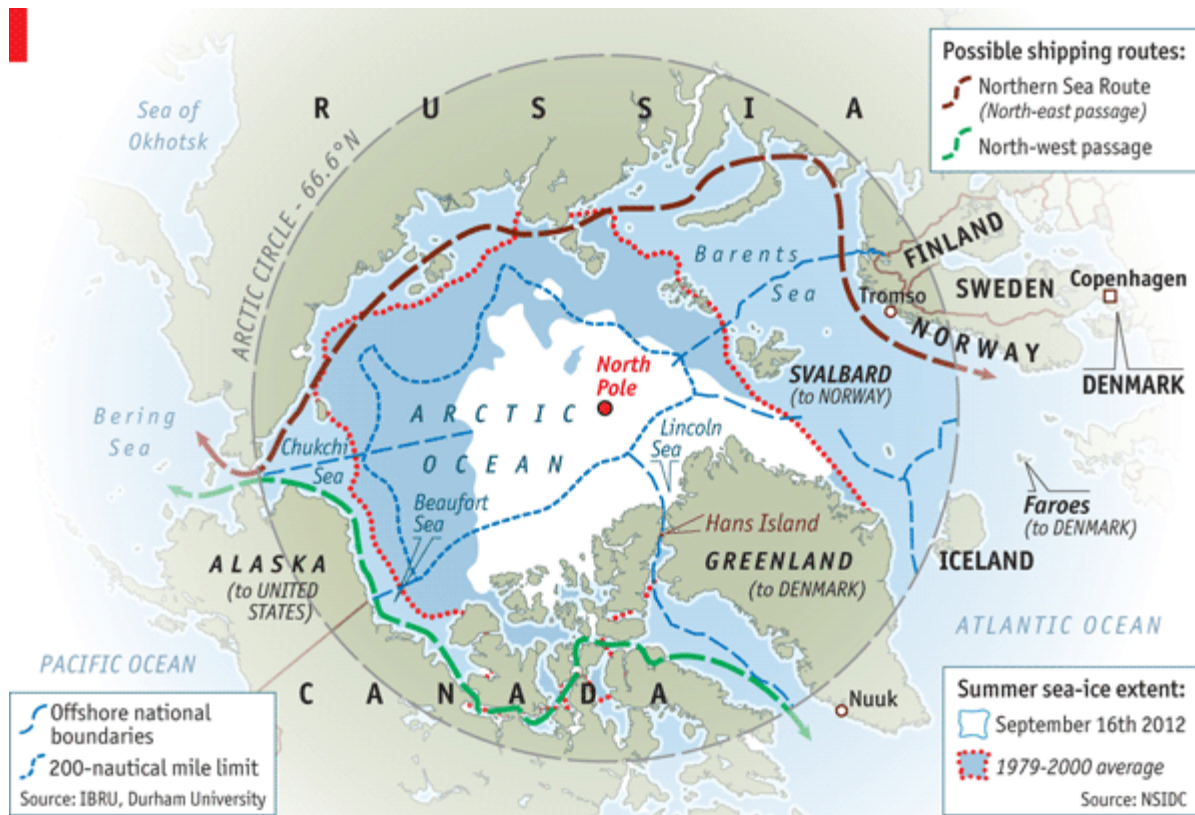 Possible shipping routes:
Northern Sea Route
(North-east passage)
North-west passage
RUSSIA
Sea of
Okhotsk
ARCTIC CIRCLE - 66.6°N
Barents
Sea
FINLAND
SWEDEN
Copenhagen
Tromso
NORWAY
DENMARK
North
Pole
SVALBARD
(to NORWAY)
ARCTIC
OCEAN
Lincoln
Sea
Bering
Sea
Chukchi
Sea
Beaufort
Sea
Hans Island
Faroes
(to DENMARK)
ALASKA
(to UNITED
STATES)
GREENLAND
(to DENMARK)
ICELAND
ATLANTIC OCEAN
PACIFIC OCEAN
CANADA
Nuuk
Offshore national
boundaries
200-nautical mile limit
Source: IBRU, Durham University
Summer sea-ice extent:
September 16th 2012
1979-2000 average
Source: NSIDC